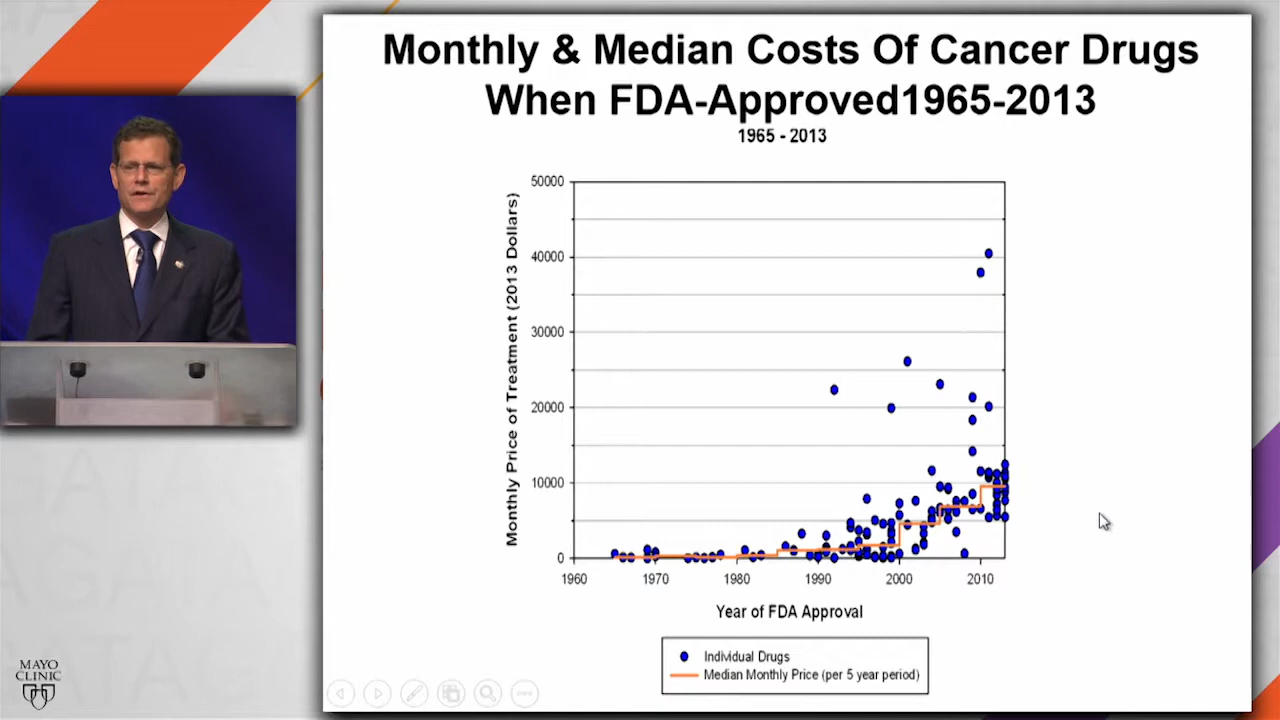 Monthly & Median Costs Of Cancer Drugs
When FDA-Approved1965-2013
1965 - 2013
Monthly Price of Treatment (2013 Dollars)
50000
40000
30000
20000
10000
0
1960 1970 1980 1990 2000 2010
Year of FDA Approval
Individual Drugs
Median Monthly Price (per 5 year period)
MAYO
CLINIC